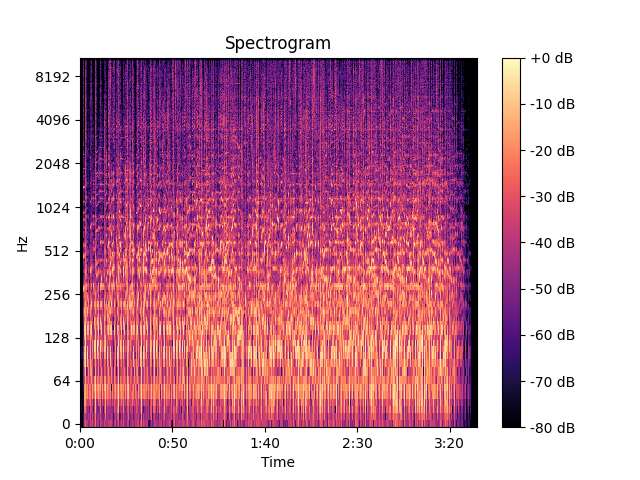 Spectrogram
Hz
8192
4096
2048
1024
512
256
128
64
0
0:00 0:50 1:40 2:30 3:20
Time
+0 dB
-10 dB
-20 dB
-30 dB
-40 dB
-50 dB
-60 dB
-70 dB
-80 dB